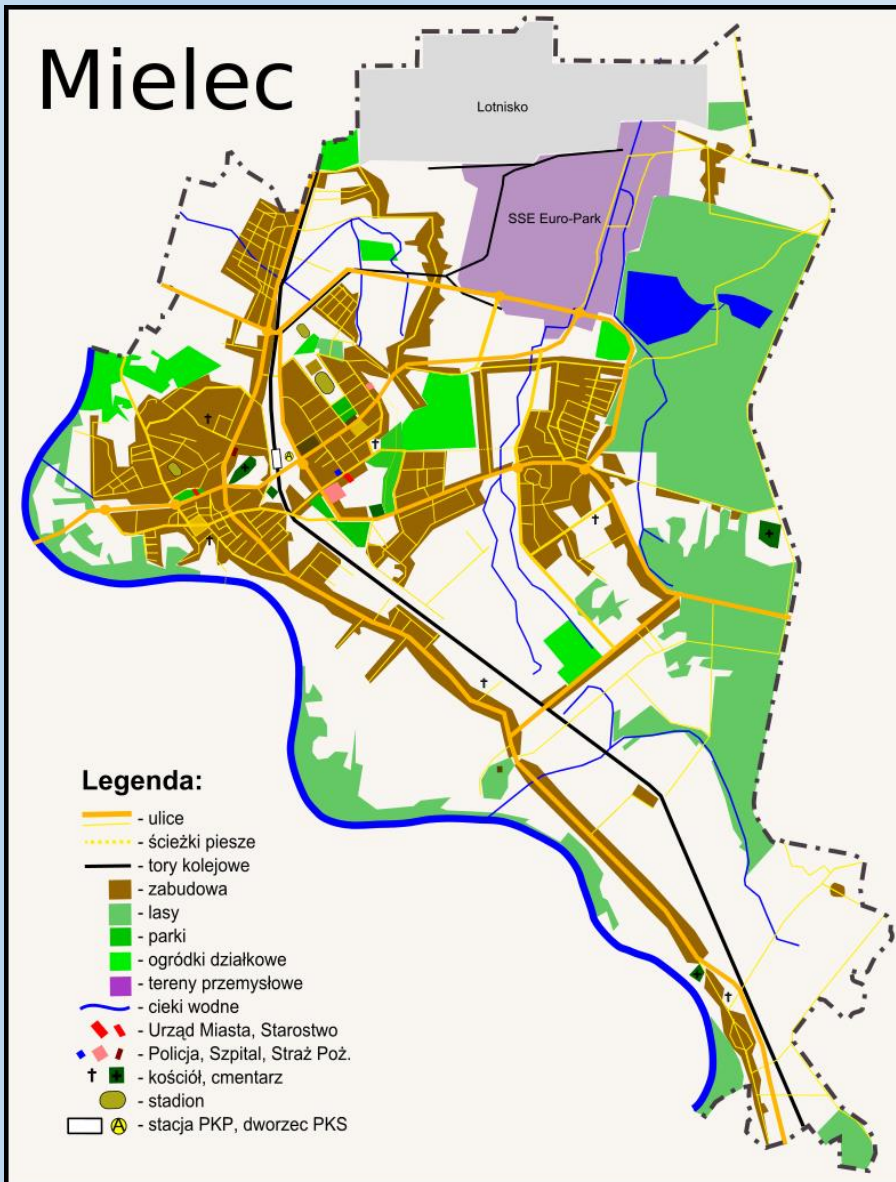 Mielec
Lotnisko
SSE Euro-Park
Legenda:
- ulice
- ścieżki piesze
- tory kolejowe
- zabudowa
- lasy
- parki
- ogródki działkowe
- tereny przemysłowe
- cieki wodne
- Urząd Miasta, Starostwo
- Policja, Szpital, Straż Poż.
- kościół, cmentarz
- stadion
A - stacja PKP, dworzec PKS